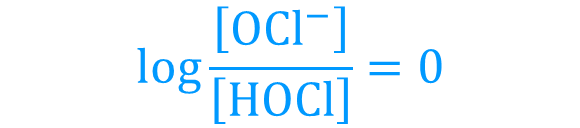 log [OCl⁻] / [HOCl] = 0